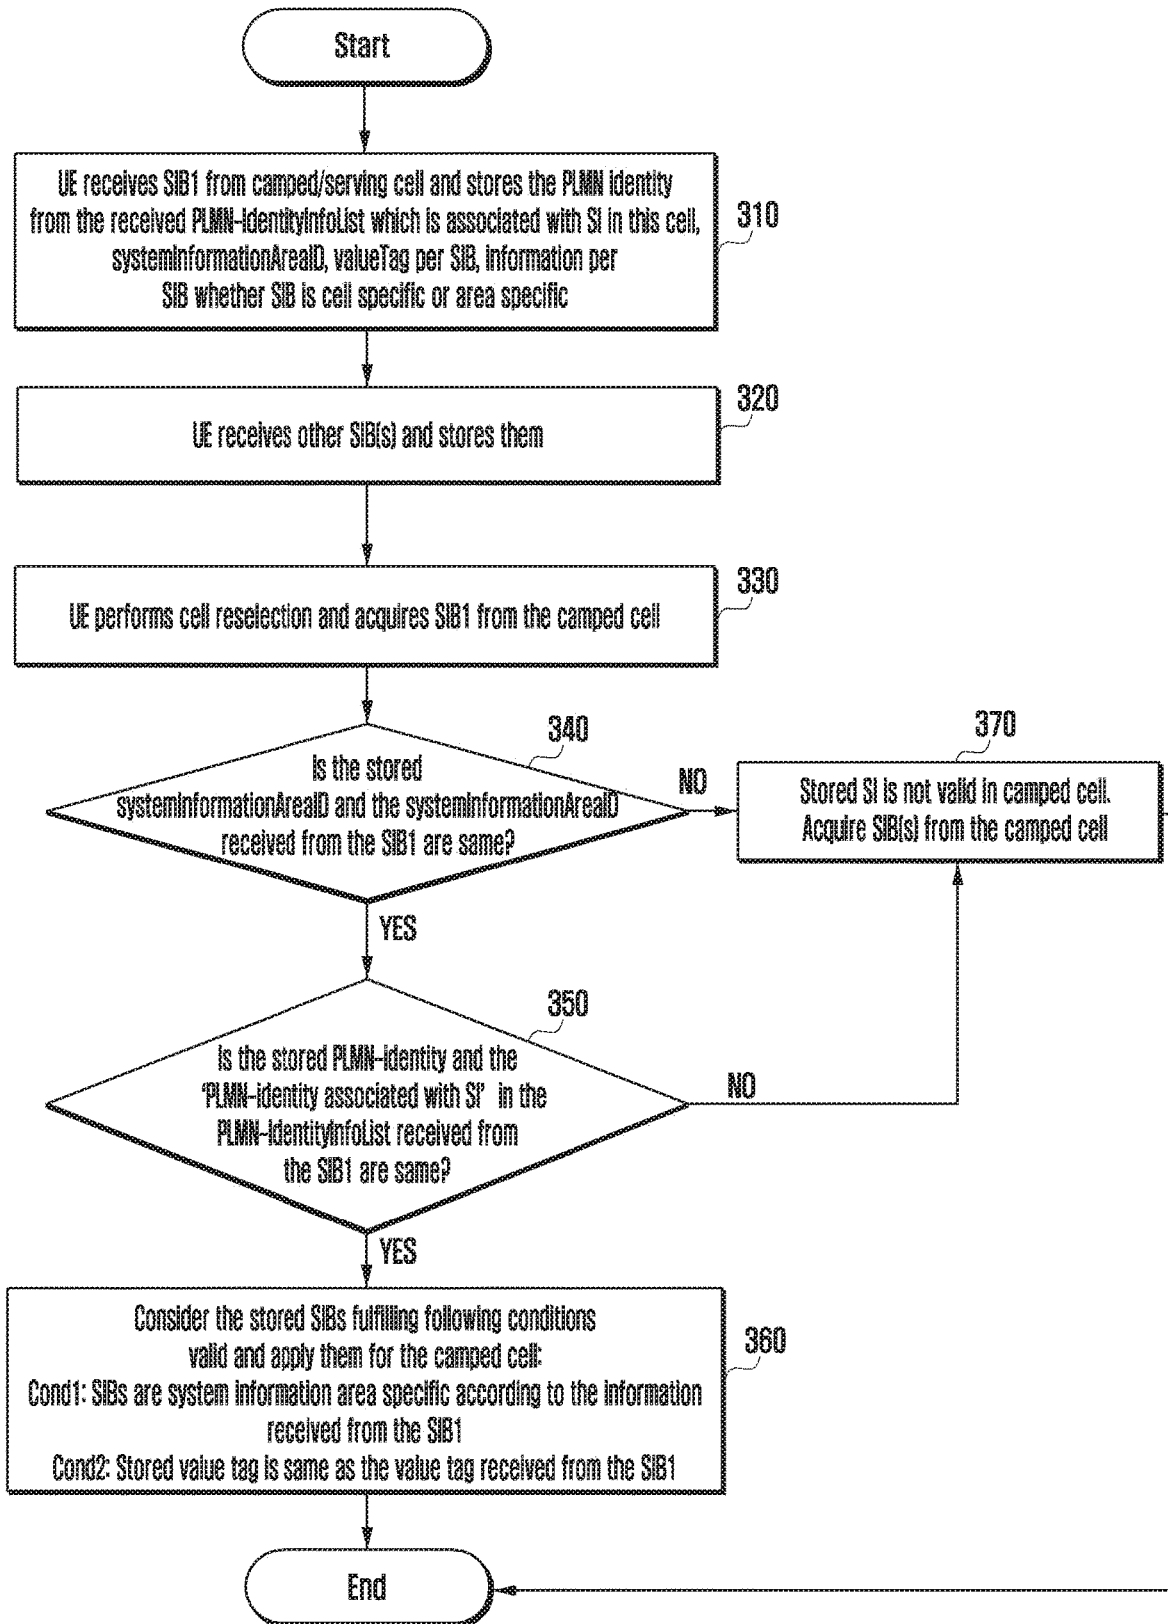 Start
UE receives SIB1 from camped/serving cell and stores the PLMN identity
from the received PLMN-IdentityInfoList which is associated with SI in this cell,
systemInformationAreaID, valueTag per SIB, information per
SIB whether SIB is cell specific or area specific
310
UE receives other SIB(s) and stores them
320
UE performs cell reselection and acquires SIB1 from the camped cell
330
Is the stored
systemInformationAreaID and the systemInformationAreaID
received from the SIB1 are same?
340
NO
Stored SI is not valid in camped cell.
Acquire SIB(s) from the camped cell
370
YES
Is the stored PLMN-Identity and the
'PLMN-Identity associated with SI' in the
PLMN-IdentityInfoList received from
the SIB1 are same?
350
NO
YES
Consider the stored SIBs fulfilling following conditions
valid and apply them for the camped cell:
Cond1: SIBs are system information area specific according to the information
received from the SIB1
Cond2: Stored value tag is same as the value tag received from the SIB1
360
End